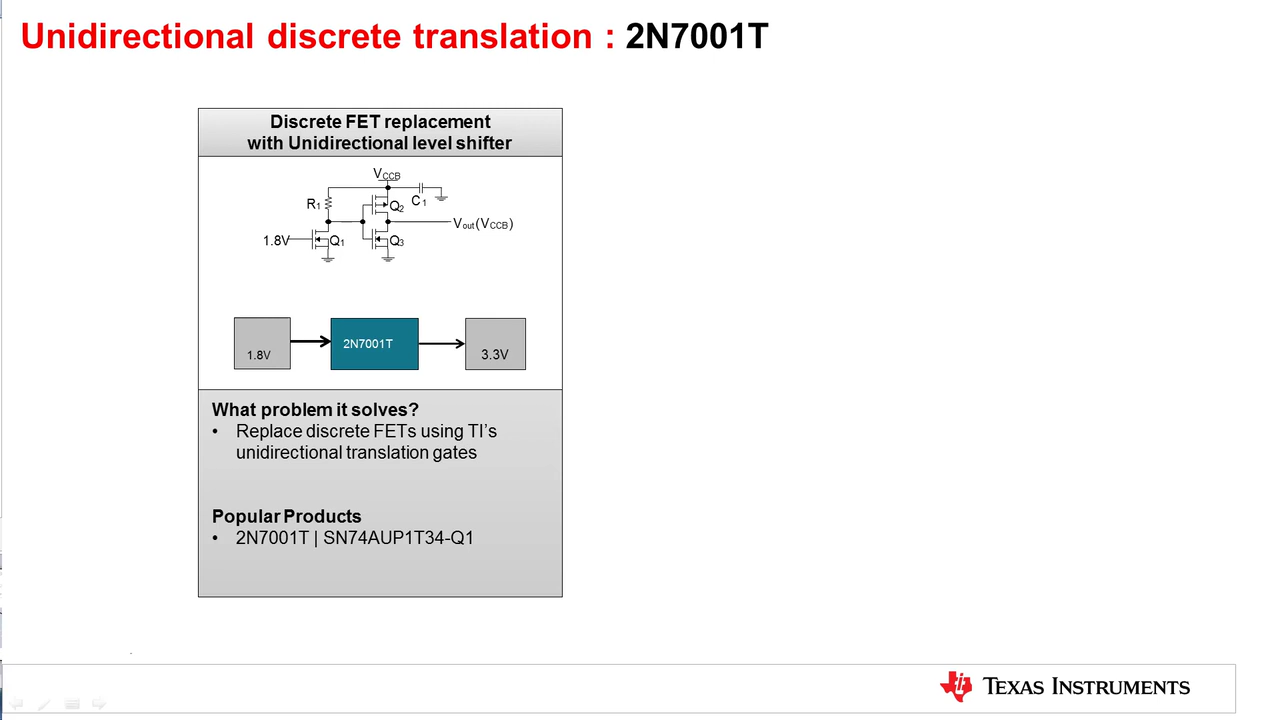 Unidirectional discrete translation : 2N7001T
Discrete FET replacement
with Unidirectional level shifter
VCCB
R1
Q2
C1
Vout(VCCB)
1.8V
Q1
Q3
1.8V
2N7001T
3.3V
What problem it solves?
• Replace discrete FETs using TI's
unidirectional translation gates
Popular Products
• 2N7001T | SN74AUP1T34-Q1
TEXAS INSTRUMENTS